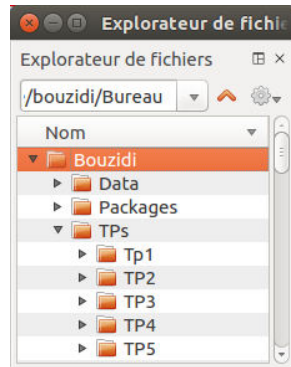 Explorateur de fichie
Explorateur de fichiers
/bouzidi/Bureau
Nom
Bouzidi
Data
Packages
TPs
Tp1
TP2
TP3
TP4
TP5